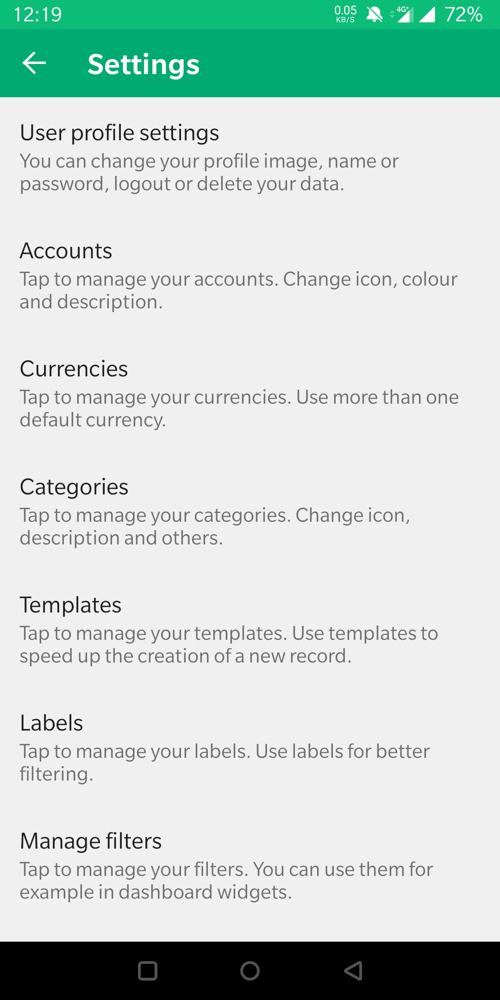 12:19
0.05
KB/S
4G+
72%
Settings
User profile settings
You can change your profile image, name or
password, logout or delete your data.
Accounts
Tap to manage your accounts. Change icon, colour
and description.
Currencies
Tap to manage your currencies. Use more than one
default currency.
Categories
Tap to manage your categories. Change icon,
description and others.
Templates
Tap to manage your templates. Use templates to
speed up the creation of a new record.
Labels
Tap to manage your labels. Use labels for better
filtering.
Manage filters
Tap to manage your filters. You can use them for
example in dashboard widgets.